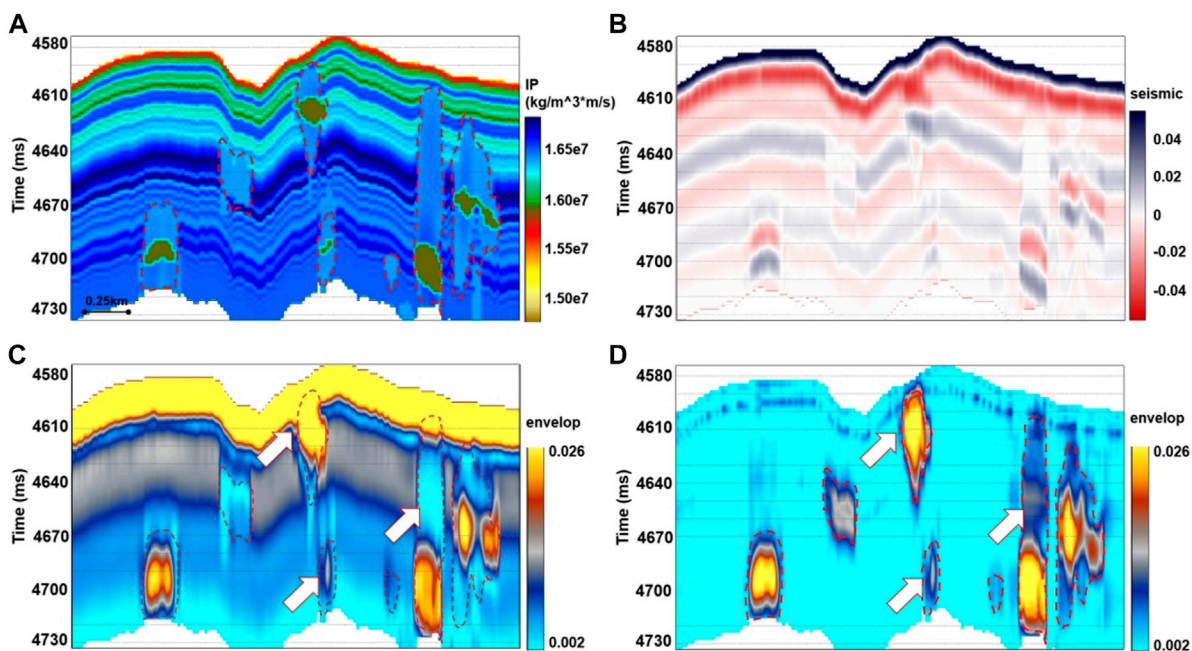 A
4580
4610
4640
4670
4700
4730
Time (ms)
0.25km
IP
(kg/m^3*m/s)
1.65e7
1.60e7
1.55e7
1.50e7
B
4580
4610
4640
4670
4700
4730
Time (ms)
seismic
0.04
0.02
0
-0.02
-0.04
C
4580
4610
4640
4670
4700
4730
Time (ms)
envelop
0.026
0.002
D
4580
4610
4640
4670
4700
4730
Time (ms)
envelop
0.026
0.002